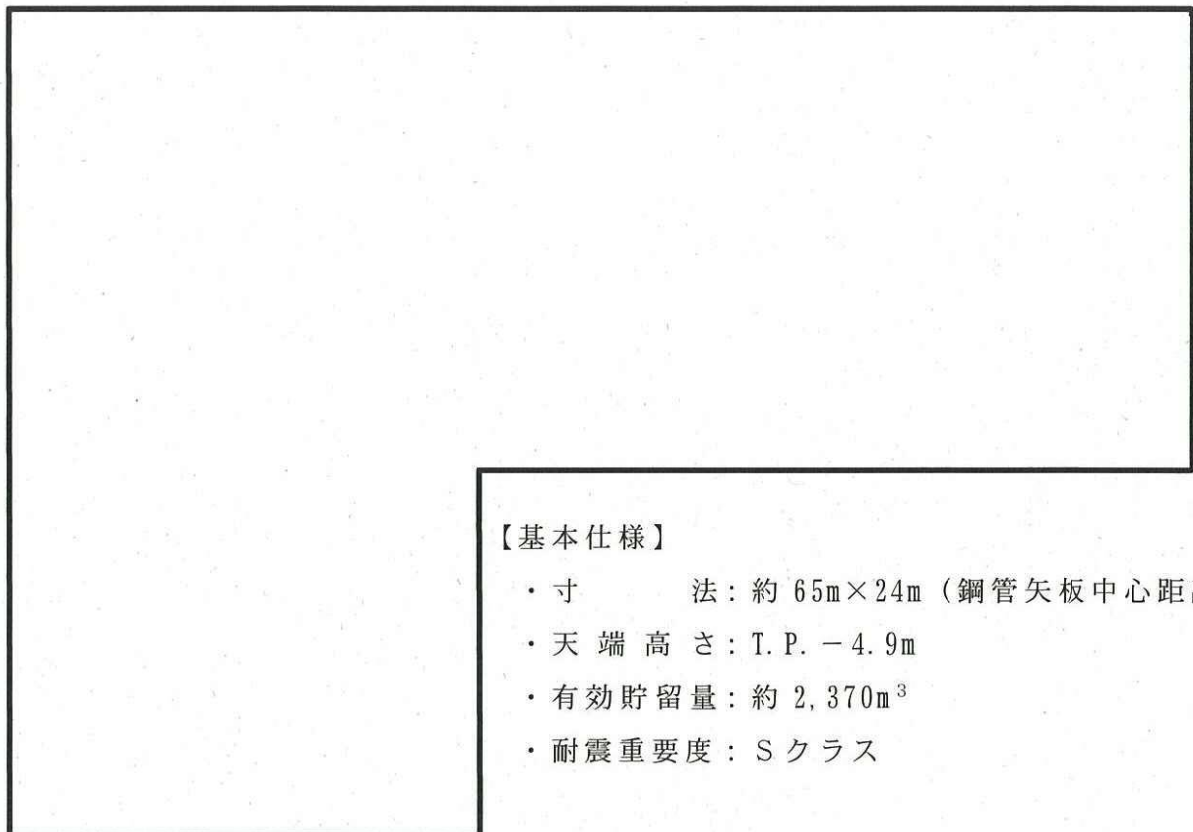 【基本仕様】
・寸　　　法：約 65m×24m（鋼管矢板中心距
・天 端 高 さ：T.P.－4.9m
・有効貯留量：約 2,370m³
・耐震重要度：Sクラス